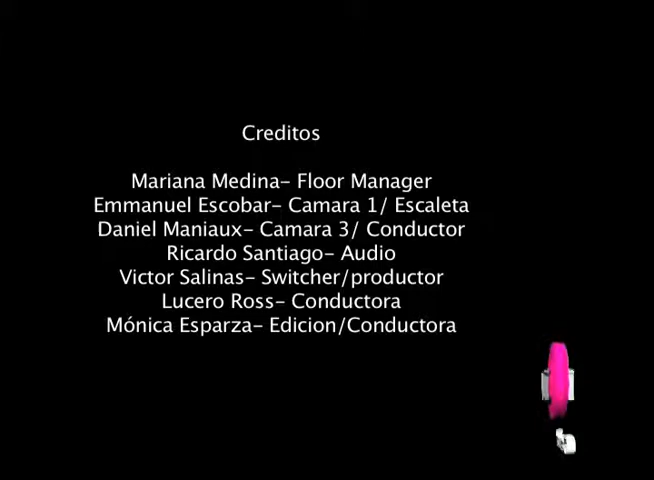 Creditos
Mariana Medina- Floor Manager
Emmanuel Escobar- Camara 1/ Escaleta
Daniel Maniaux- Camara 3/ Conductor
Ricardo Santiago- Audio
Victor Salinas- Switcher/productor
Lucero Ross- Conductora
Mónica Esparza- Edicion/Conductora